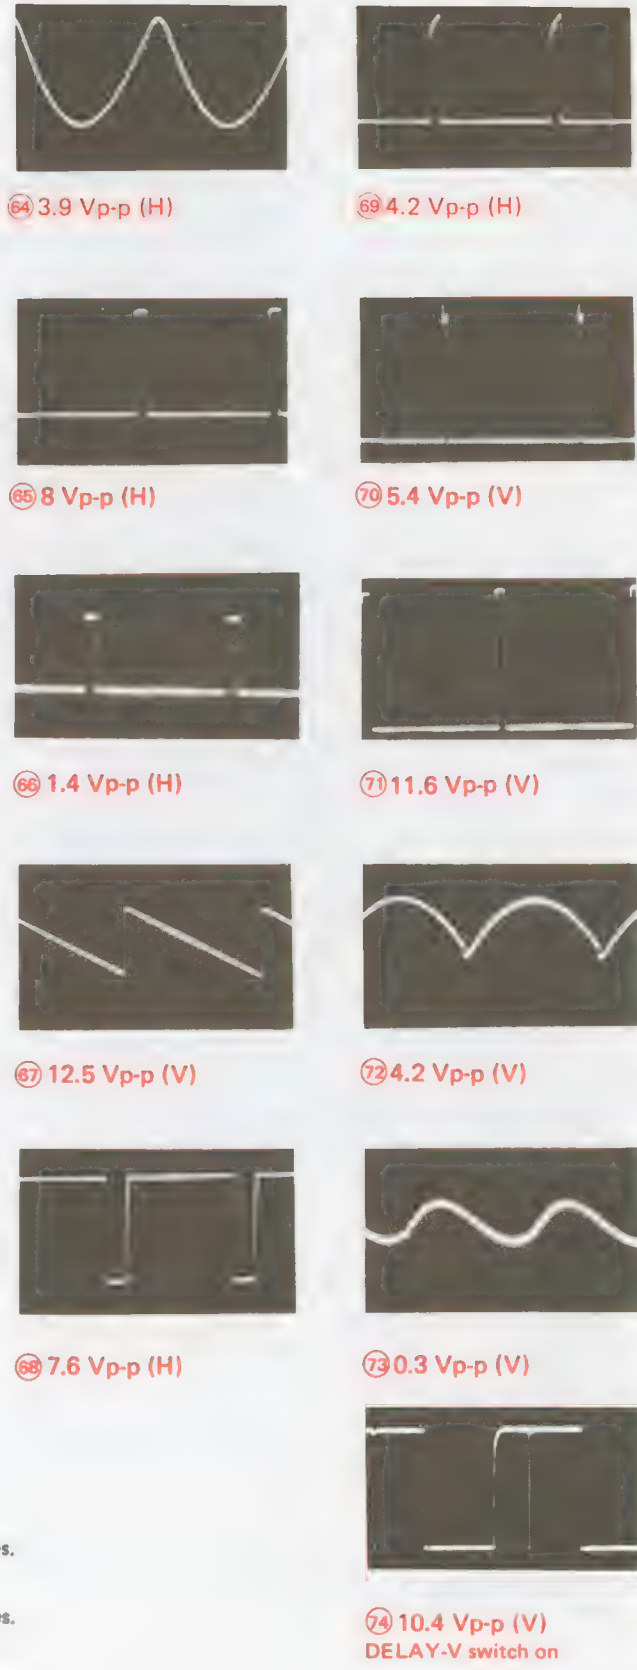 64 3.9 Vp-p (H)
65 8 Vp-p (H)
66 1.4 Vp-p (H)
67 12.5 Vp-p (V)
68 7.6 Vp-p (H)
69 4.2 Vp-p (H)
70 5.4 Vp-p (V)
71 11.6 Vp-p (V)
72 4.2 Vp-p (V)
73 0.3 Vp-p (V)
74 10.4 Vp-p (V)
DELAY-V switch on